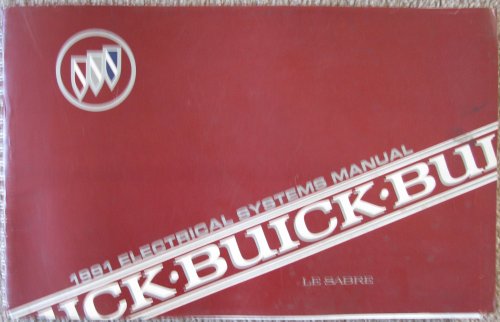 1991 ELECTRICAL SYSTEMS MANUAL
UICK·BUICK·BUI
LE SABRE